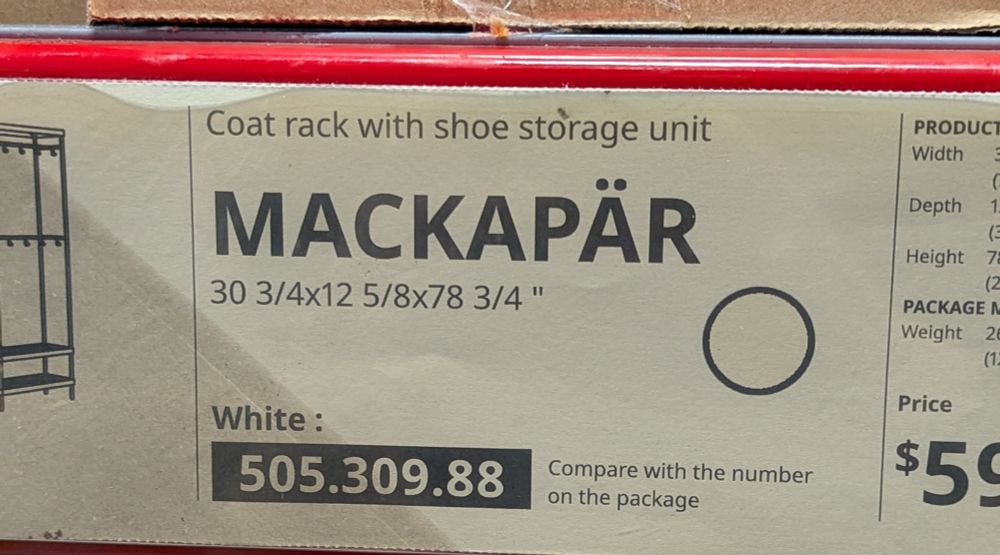 Coat rack with shoe storage unit
MACKAPÄR
30 3/4x12 5/8x78 3/4 "
White :
505.309.88
Compare with the number
on the package
Width
Depth
Height
PACKAGE
Weight
Price